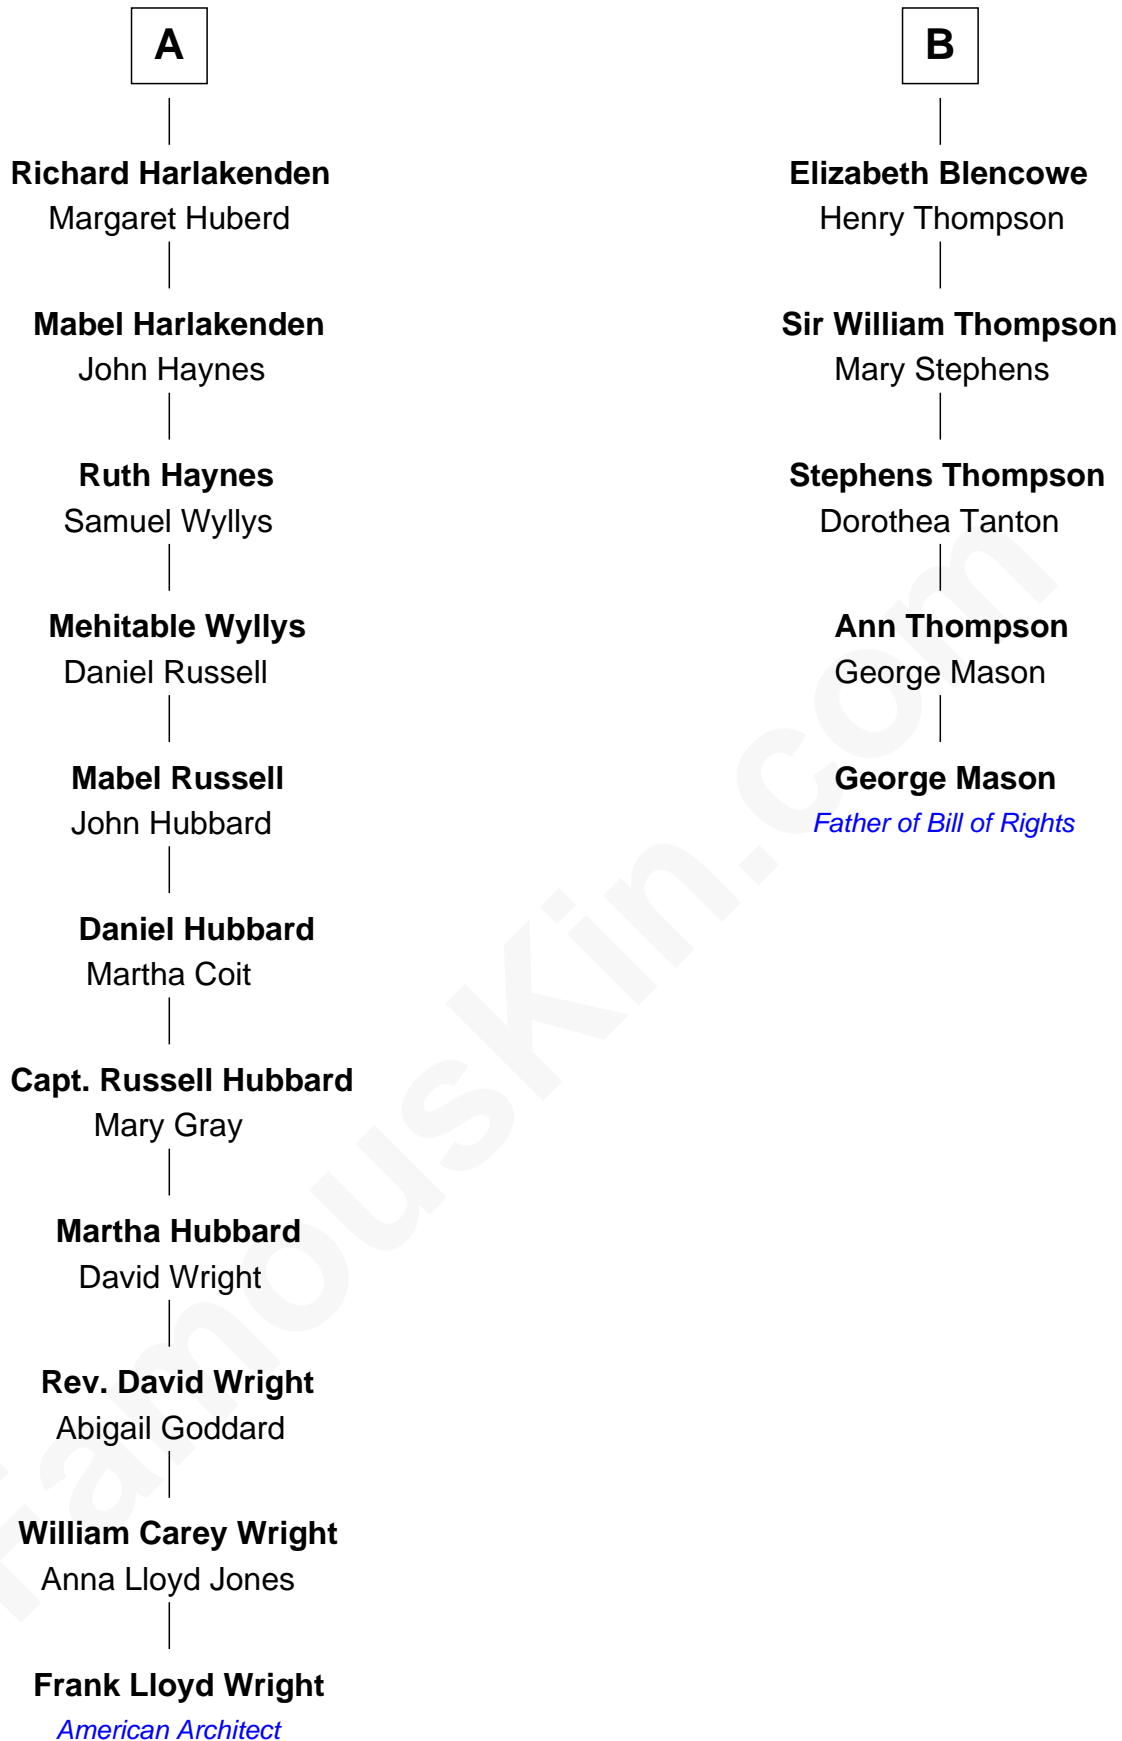 A
Richard Harlakenden
Margaret Huberd
Mabel Harlakenden
John Haynes
Ruth Haynes
Samuel Wyllys
Mehitable Wyllys
Daniel Russell
Mabel Russell
John Hubbard
Daniel Hubbard
Martha Coit
Capt. Russell Hubbard
Mary Gray
Martha Hubbard
David Wright
Rev. David Wright
Abigail Goddard
William Carey Wright
Anna Lloyd Jones
Frank Lloyd Wright
American Architect
B
Elizabeth Blencowe
Henry Thompson
Sir William Thompson
Mary Stephens
Stephens Thompson
Dorothea Tanton
Ann Thompson
George Mason
George Mason
Father of Bill of Rights
FamousKin.com